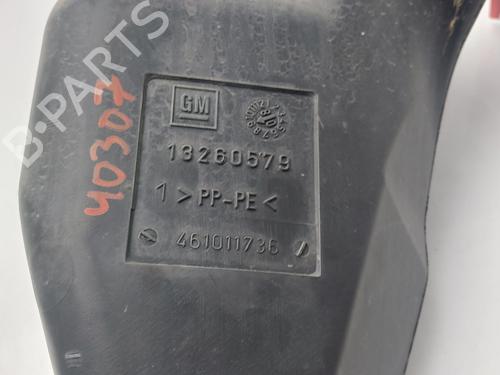 GM
13260579
1 > PP-PE <
461011736
40307
B-PARTS